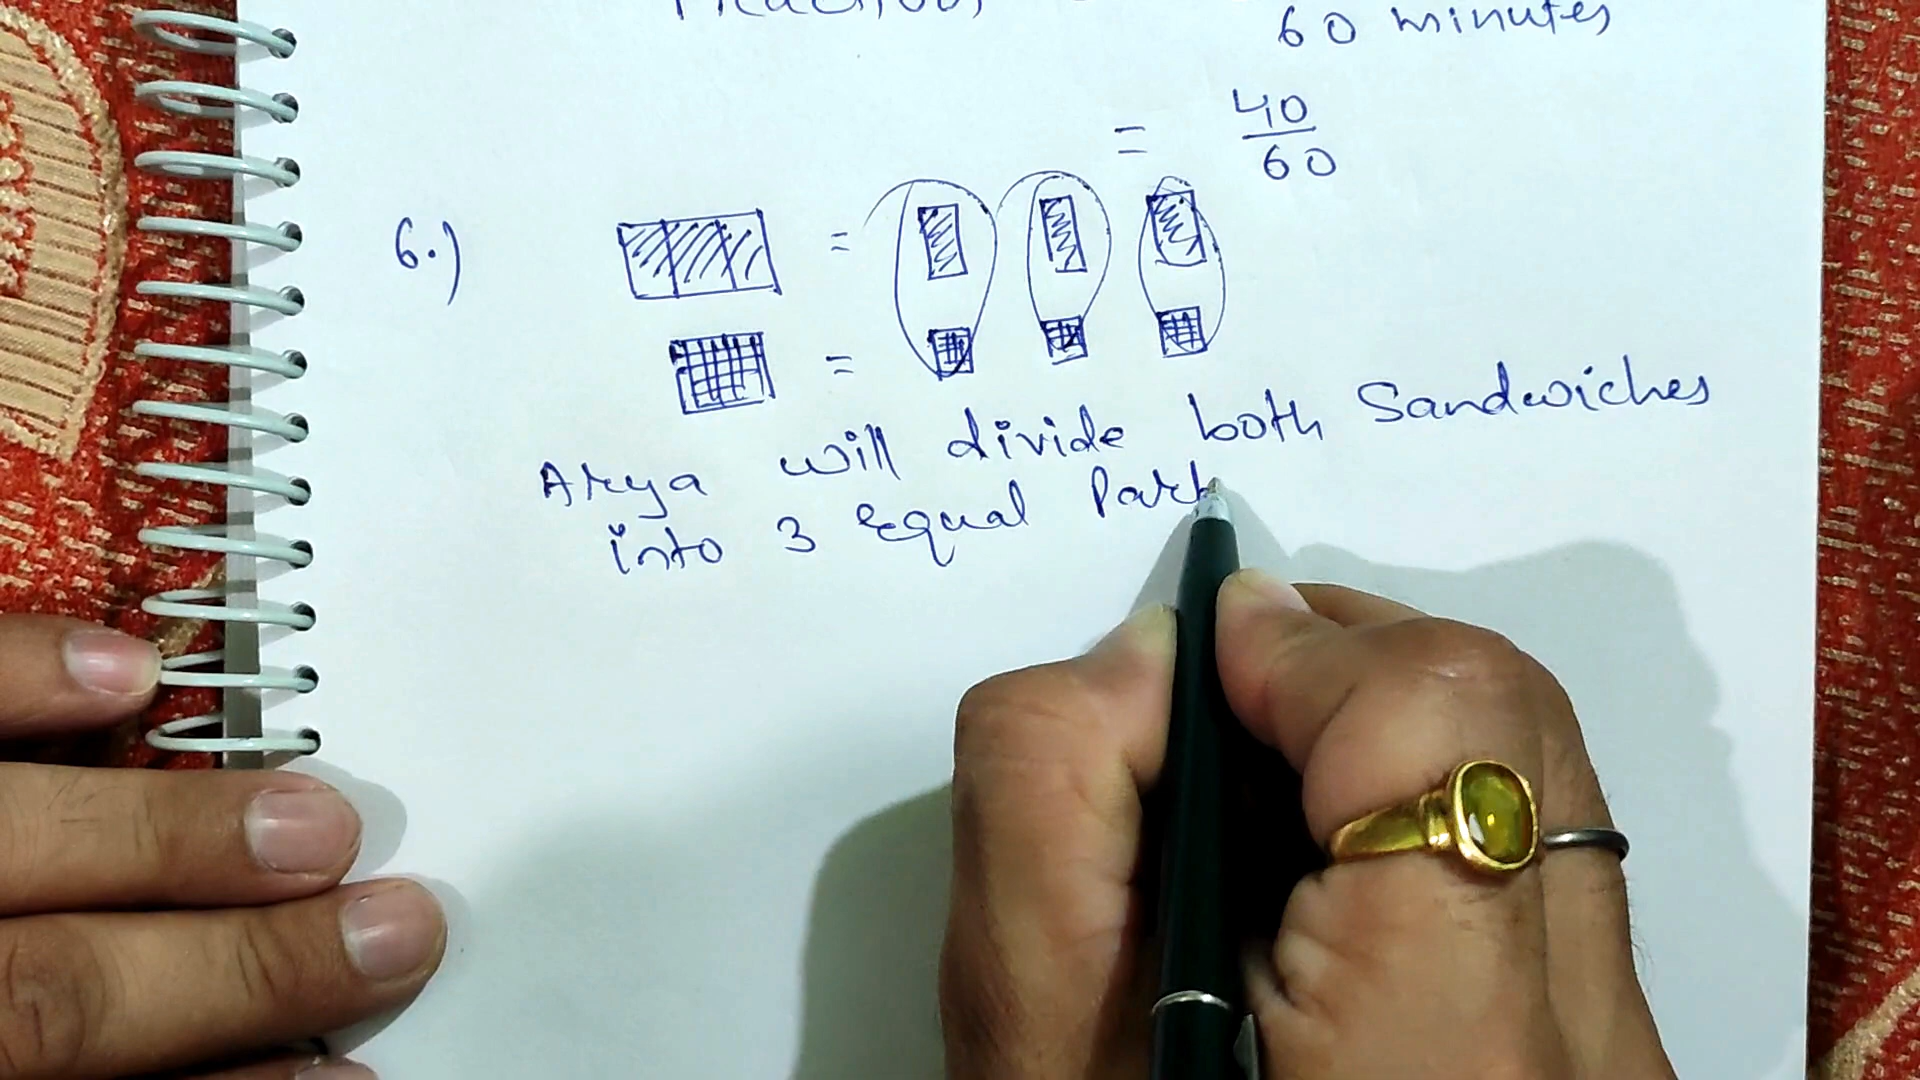 60 minutes
= 40
60
6.) = 
=
Arya will divide both Sandwiches
into 3 equal Part